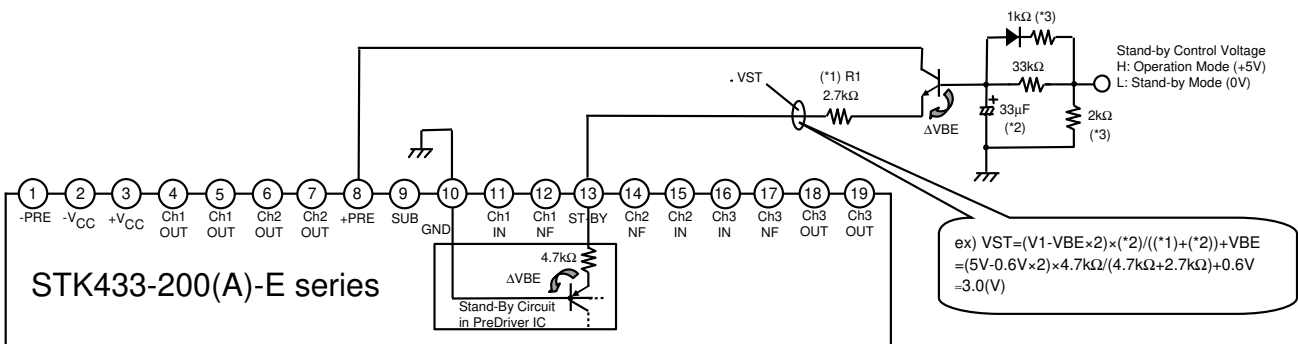 1kΩ (*3)
Stand-by Control Voltage
H: Operation Mode (+5V)
L: Stand-by Mode (0V)
33kΩ
. VST
(*1) R1
2.7kΩ
ΔVBE
+
33μF
(*2)
2kΩ
(*3)
1 2 3 4 5 6 7 8 9 10 11 12 13 14 15 16 17 18 19
-PRE -VCC +VCC Ch1 OUT Ch1 OUT Ch2 OUT Ch2 OUT +PRE SUB GND Ch1 IN Ch1 NF ST-BY Ch2 NF Ch2 IN Ch3 IN Ch3 NF Ch3 OUT Ch3 OUT
4.7kΩ
ΔVBE
Stand-By Circuit
in PreDriver IC
STK433-200(A)-E series
ex) VST=(V1-VBE×2)×(*2)/((*1)+(*2))+VBE
=(5V-0.6V×2)×4.7kΩ/(4.7kΩ+2.7kΩ)+0.6V
≈3.0(V)